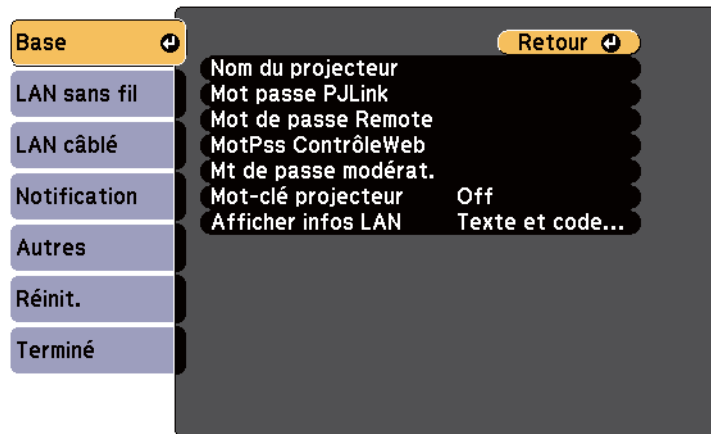 Base
LAN sans fil
LAN câblé
Notification
Autres
Réinit.
Terminé
Retour
Nom du projecteur
Mot passe PJLink
Mot de passe Remote
MotPss ContrôleWeb
Mt de passe modérat.
Mot-clé projecteur Off
Afficher infos LAN Texte et code...